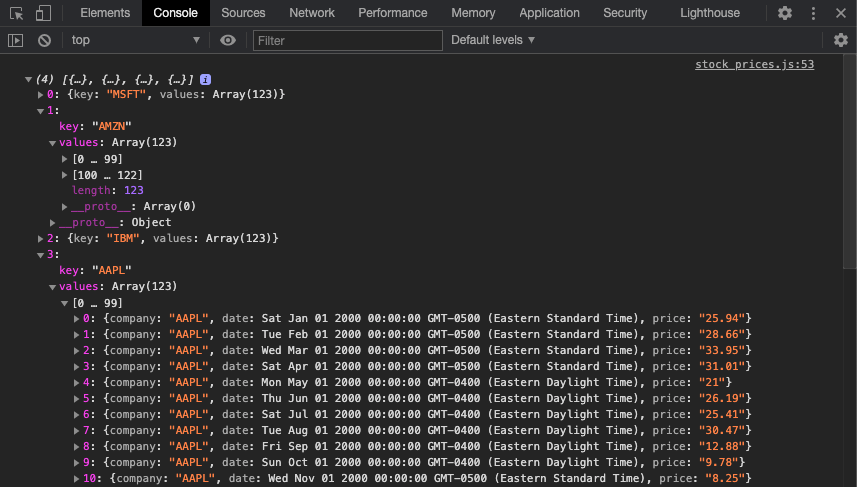 Elements Console Sources Network Performance Memory Application Security Lighthouse
top Filter Default levels
stock_prices.js:53
(4) [{…}, {…}, {…}, {…}] i
0: {key: "MSFT", values: Array(123)}
1:
key: "AMZN"
values: Array(123)
[0 … 99]
[100 … 122]
length: 123
__proto__: Array(0)
__proto__: Object
2: {key: "IBM", values: Array(123)}
3:
key: "AAPL"
values: Array(123)
[0 … 99]
0: {company: "AAPL", date: Sat Jan 01 2000 00:00:00 GMT-0500 (Eastern Standard Time), price: "25.94"}
1: {company: "AAPL", date: Tue Feb 01 2000 00:00:00 GMT-0500 (Eastern Standard Time), price: "28.66"}
2: {company: "AAPL", date: Wed Mar 01 2000 00:00:00 GMT-0500 (Eastern Standard Time), price: "33.95"}
3: {company: "AAPL", date: Sat Apr 01 2000 00:00:00 GMT-0500 (Eastern Standard Time), price: "31.01"}
4: {company: "AAPL", date: Mon May 01 2000 00:00:00 GMT-0400 (Eastern Daylight Time), price: "21"}
5: {company: "AAPL", date: Thu Jun 01 2000 00:00:00 GMT-0400 (Eastern Daylight Time), price: "26.19"}
6: {company: "AAPL", date: Sat Jul 01 2000 00:00:00 GMT-0400 (Eastern Daylight Time), price: "25.41"}
7: {company: "AAPL", date: Tue Aug 01 2000 00:00:00 GMT-0400 (Eastern Daylight Time), price: "30.47"}
8: {company: "AAPL", date: Fri Sep 01 2000 00:00:00 GMT-0400 (Eastern Daylight Time), price: "12.88"}
9: {company: "AAPL", date: Sun Oct 01 2000 00:00:00 GMT-0400 (Eastern Daylight Time), price: "9.78"}
10: {company: "AAPL", date: Wed Nov 01 2000 00:00:00 GMT-0500 (Eastern Standard Time), price: "8.25"}